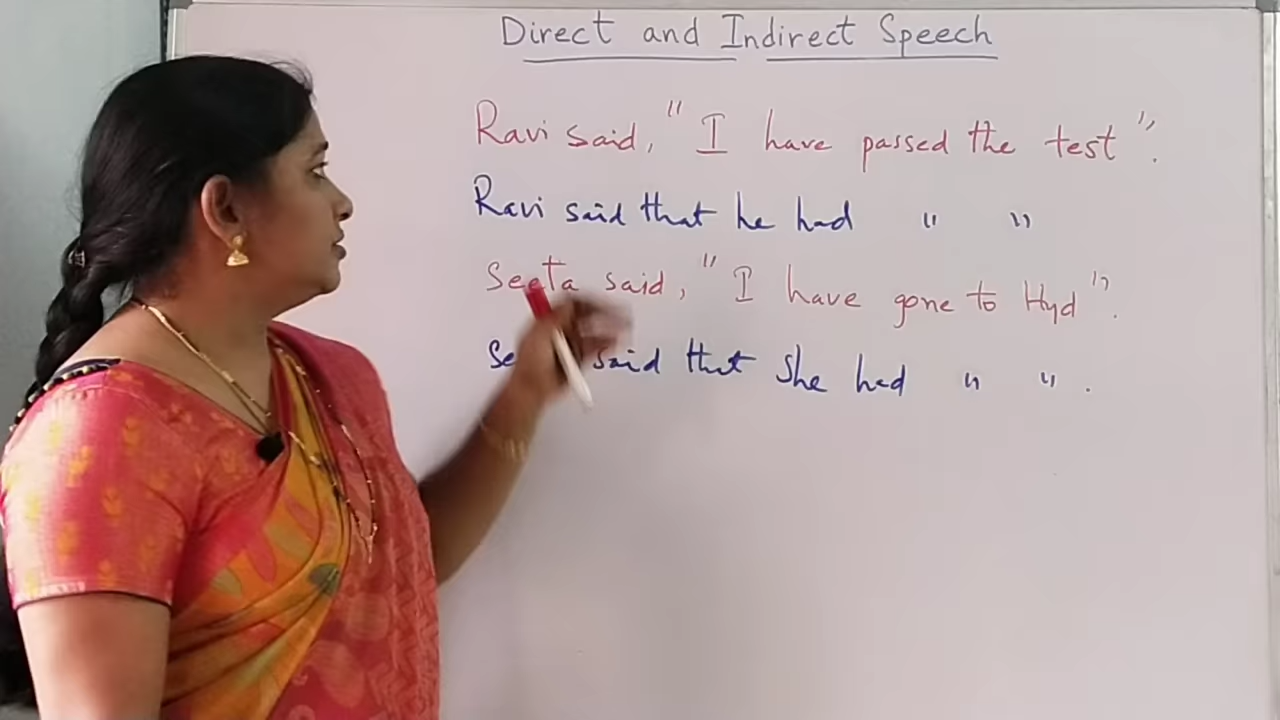 Direct and Indirect Speech
Ravi said, " I have passed the test ".
Ravi said that he had " "
Seeta said, " I have gone to Hyd ".
said that she had " " .